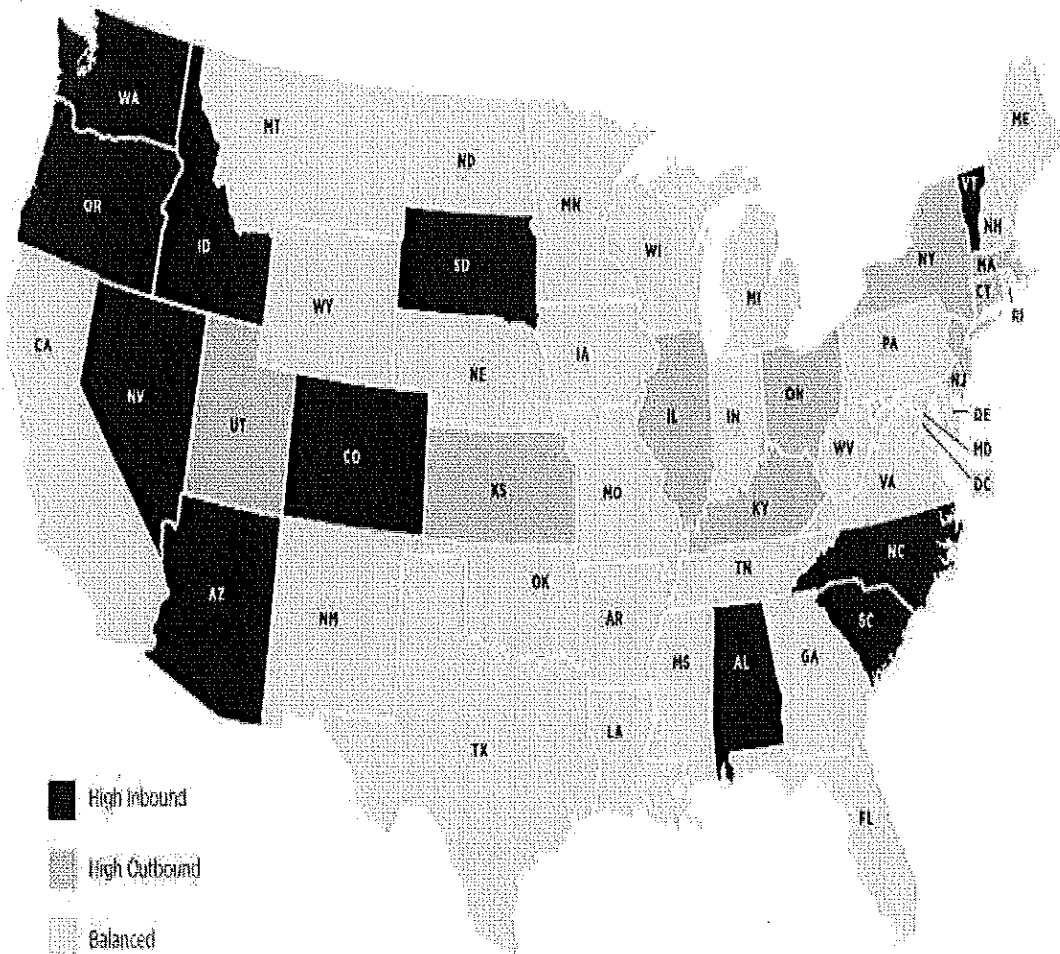 WA
MT
ME
ND
VT
OR
MN
NH
ID
SD
WI
NY
MA
MI
CT
RI
WY
CA
PA
IA
NE
NV
NJ
OH
IL
IN
DE
UT
WV
MD
CO
VA
DC
KS
MO
KY
NC
TN
OK
AZ
NM
AR
SC
MS
AL
GA
LA
TX
High Inbound
FL
High Outbound
Balanced